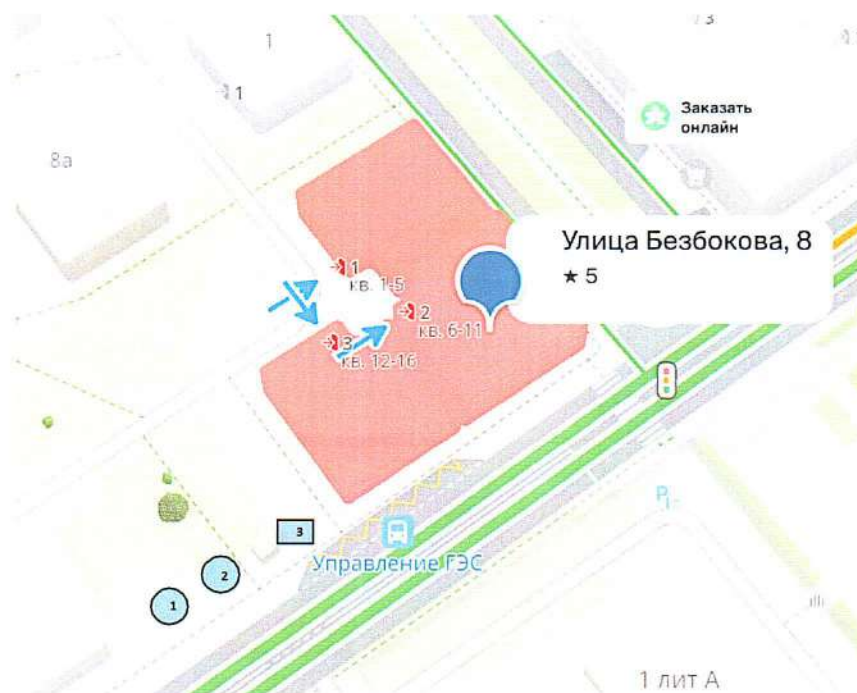 3
1
1
Заказать
онлайн
8а
Улица Безбокова, 8
★ 5
1
кв. 1-5
2
кв. 6-11
3
кв. 12-16
P
3
Управление ГЭС
2
1
1 лит А